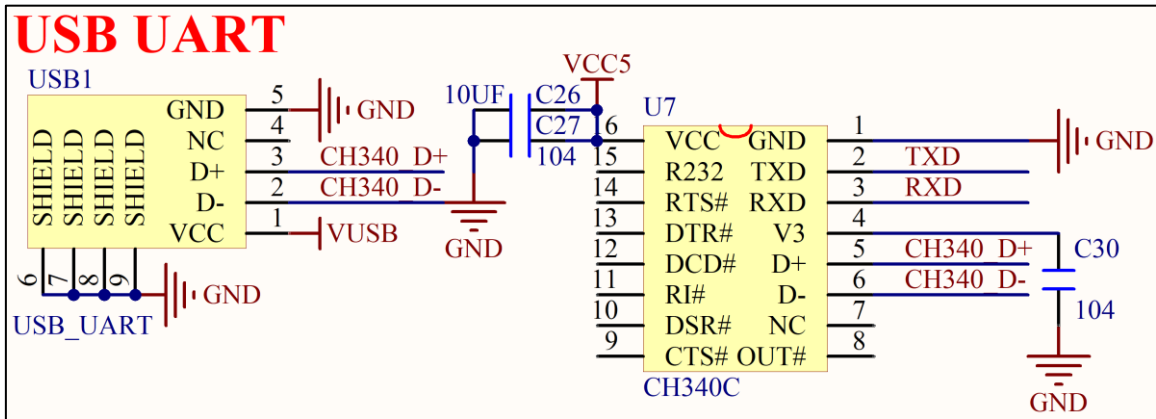 USB UART
USB1
GND 5 GND
NC 4
D+ 3 CH340_D+
D- 2 CH340_D-
VCC 1 VUSB
SHIELD SHIELD SHIELD SHIELD
6 7 8 9
GND
USB_UART
VCC5
10UF C26
C27
104
GND
U7
16 VCC GND 1 GND
15 R232 TXD 2 TXD
14 RTS# RXD 3 RXD
13 DTR# V3 4
12 DCD# D+ 5 CH340_D+
11 RI# D- 6 CH340_D-
10 DSR# NC 7
9 CTS# OUT# 8
CH340C
C30
104
GND